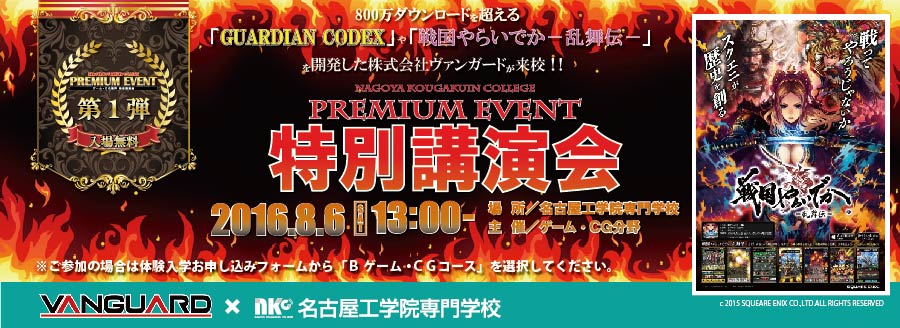 800万ダウンロードを超える
「GUARDIAN CODEX」や「戦国やらいでか－乱舞伝－」
を開発した株式会社ヴァンガードが来校！！
NAGOYA KOUGAKUIN COLLEGE
PREMIUM EVENT
特別講演会
2016.8.6
13:00-
場　所／名古屋工学院専門学校
主　催／ゲーム・CG分野
PREMIUM EVENT
第1弾
入場無料
※ご参加の場合は体験入学お申し込みフォームから「B ゲーム・CGコース」を選択してください。
VANGUARD × nkc 名古屋工学院専門学校
戦って
やろうじゃないか
スクエニが
歴史を創る
戦国やらいでか
－乱舞伝－
SQUARE ENIX
c 2015 SQUARE ENIX CO.,LTD ALL RIGHTS RESERVED